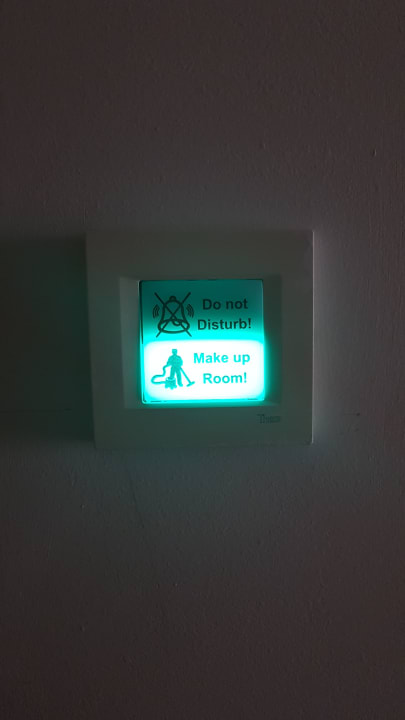 Do not
Disturb!
Make up
Room!